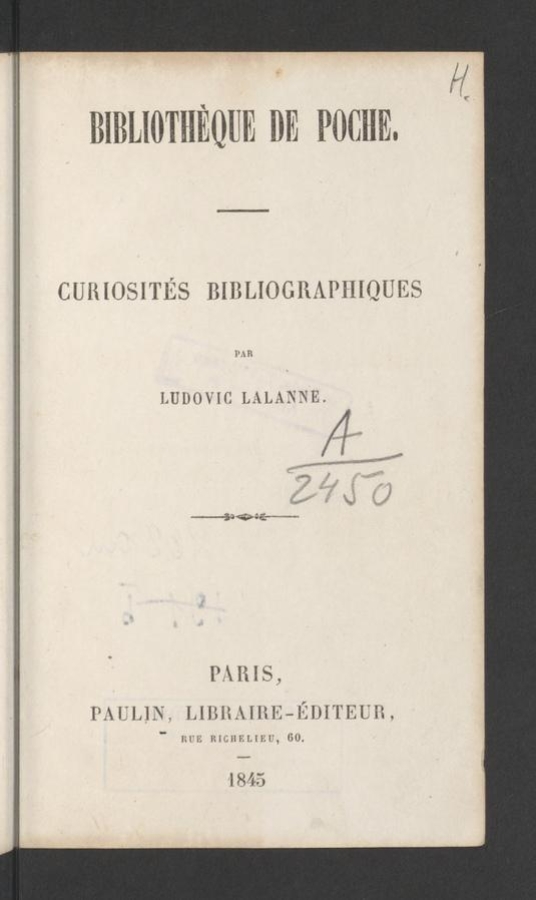 H.
BIBLIOTHÈQUE DE POCHE.
CURIOSITÉS BIBLIOGRAPHIQUES
PAR
LUDOVIC LALANNE.
A
2450
PARIS,
PAULIN, LIBRAIRE-ÉDITEUR,
RUE RICHELIEU, 60.
1845